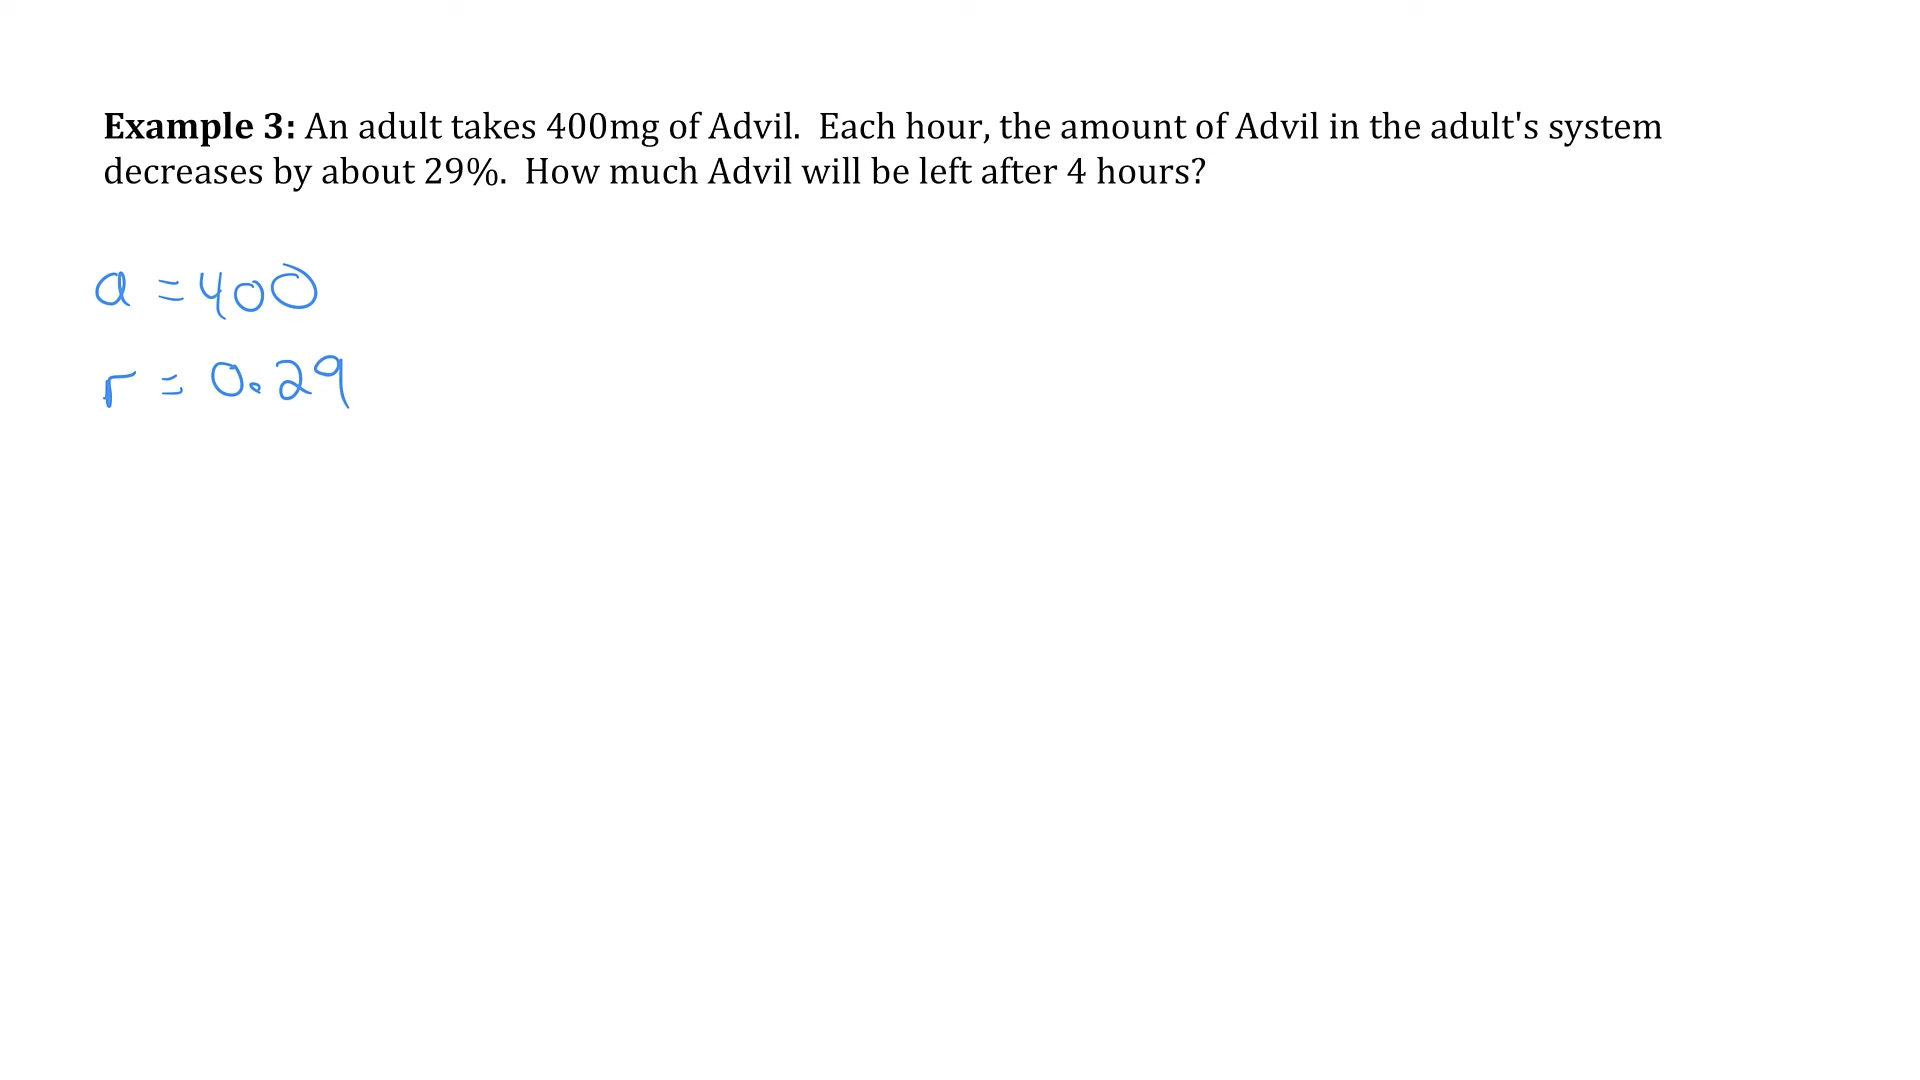 Example 3: An adult takes 400mg of Advil.  Each hour, the amount of Advil in the adult's system
decreases by about 29%.  How much Advil will be left after 4 hours?
a = 400
r = 0.29